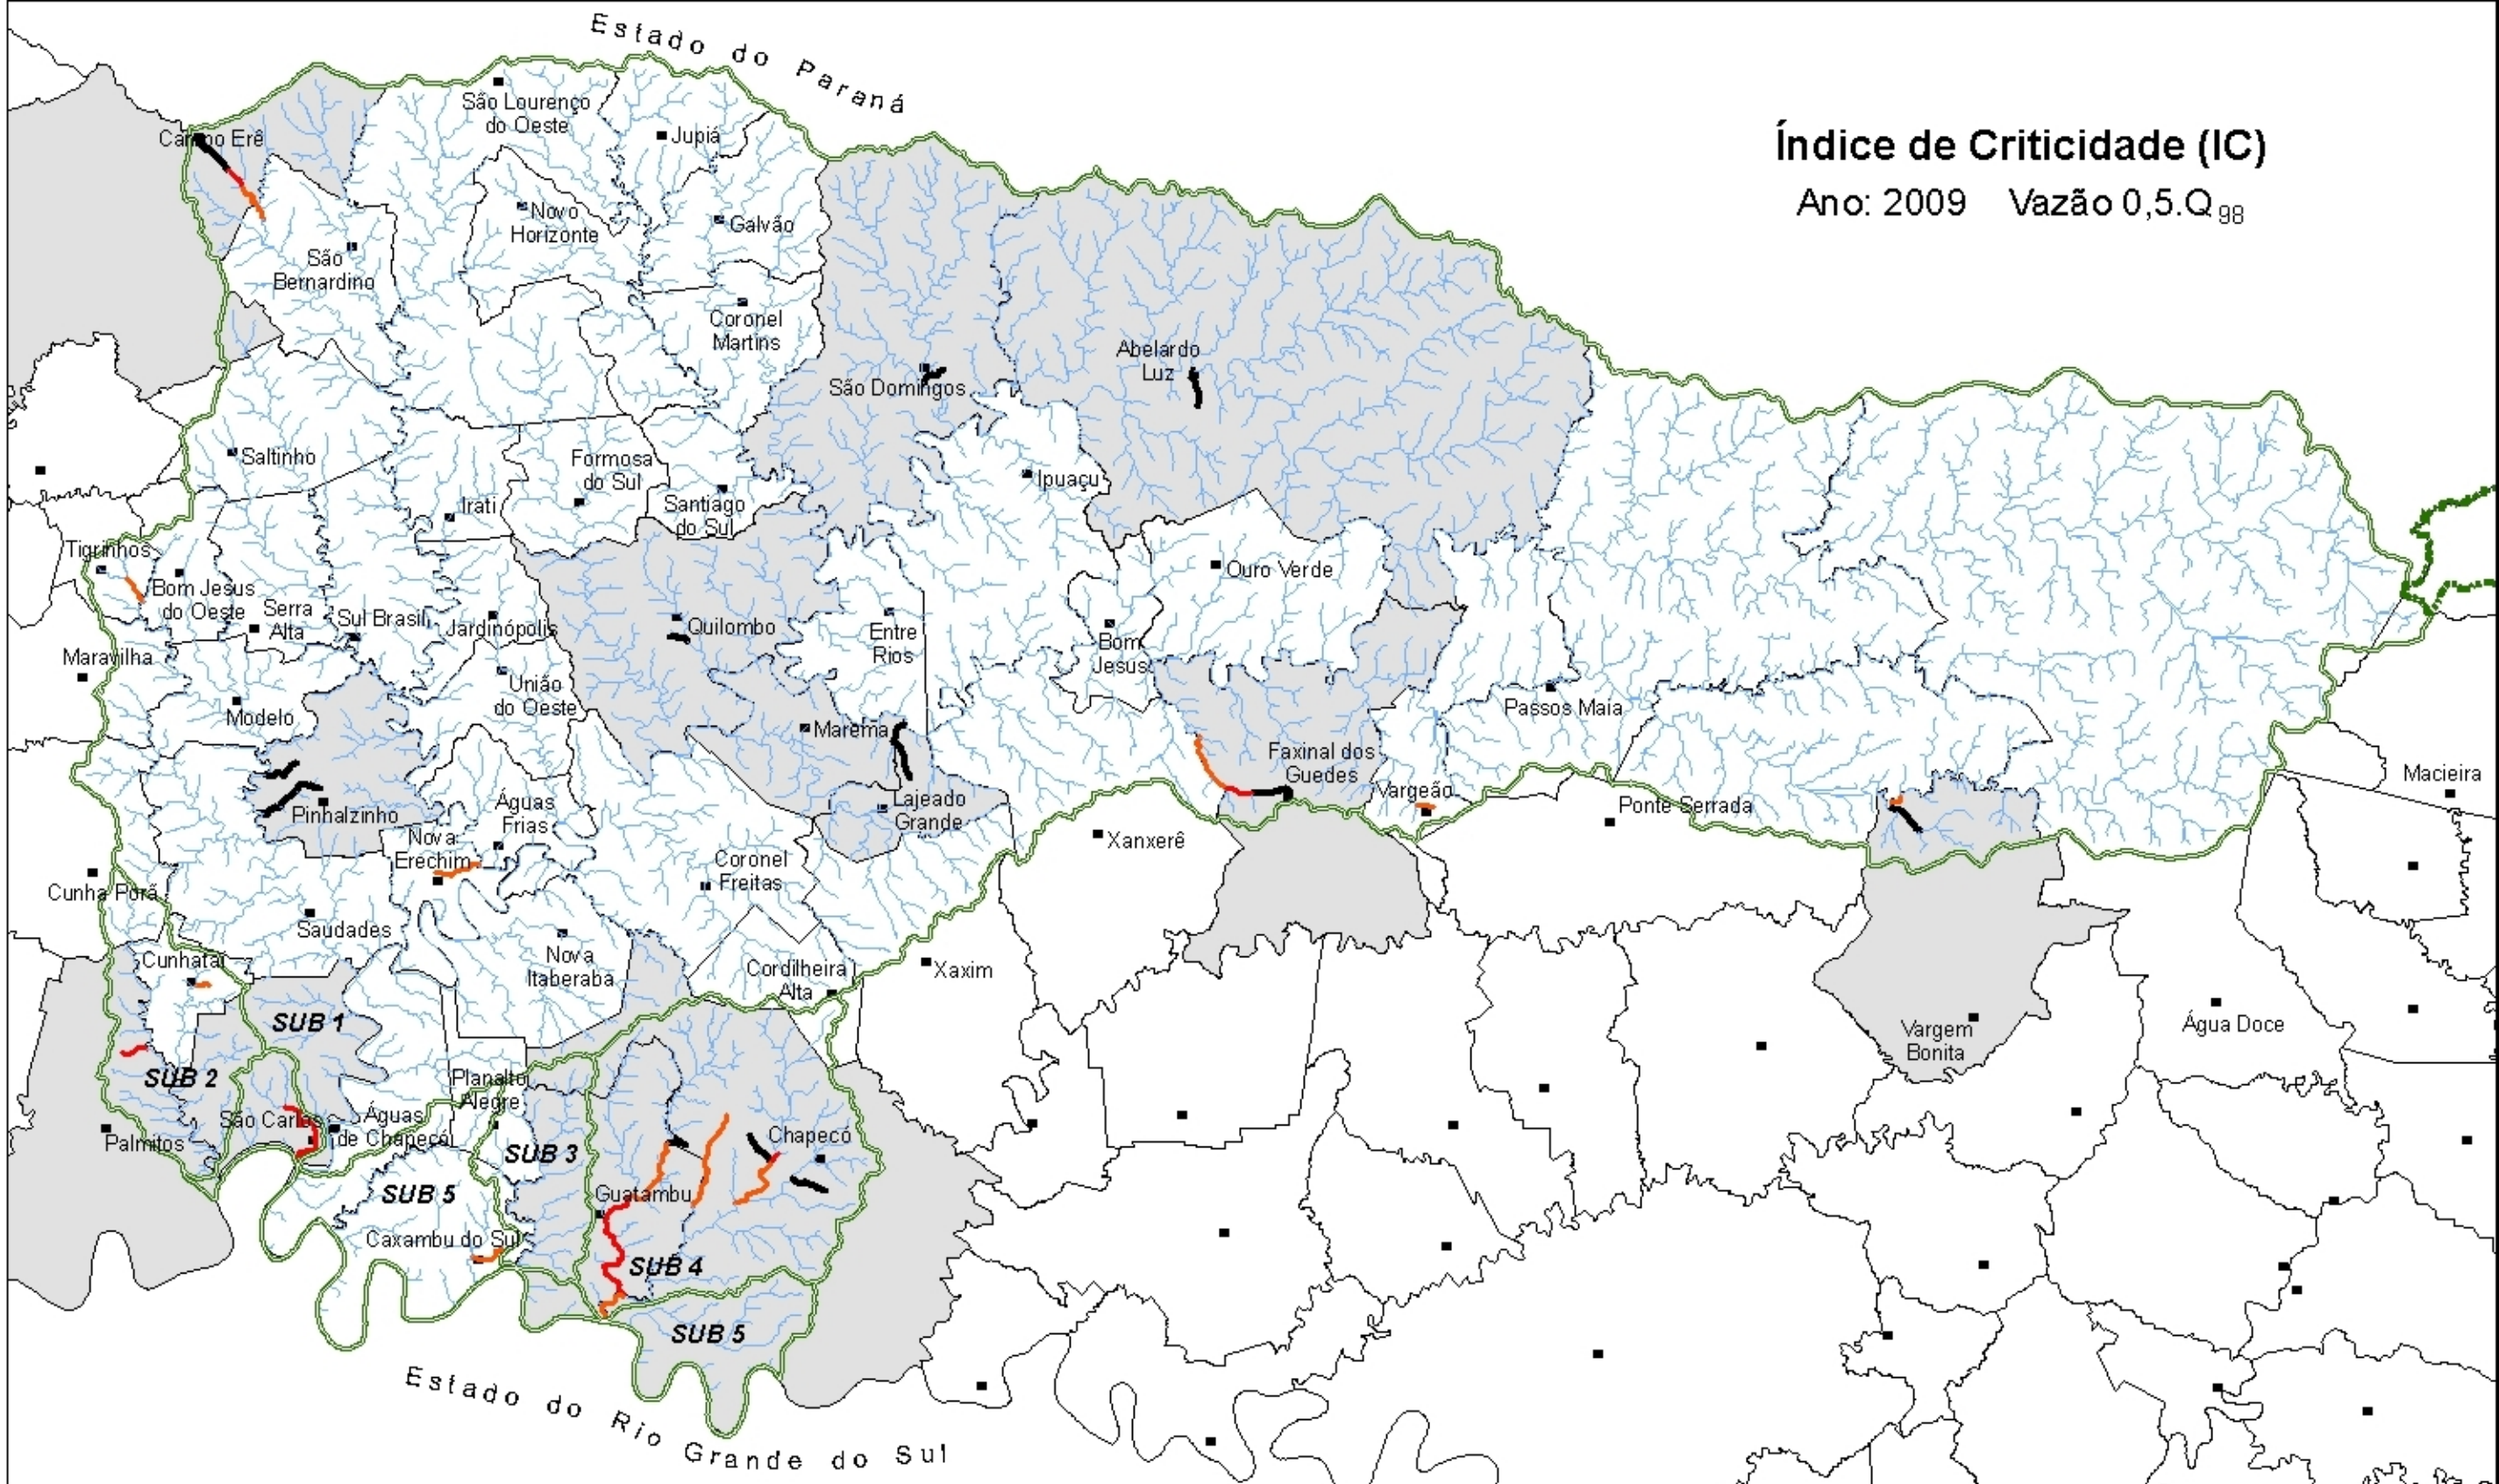 Estado do Paraná
Índice de Criticidade (IC)
Ano: 2009 Vazão 0,5.Q98
Campo Erê
São Lourenço
do Oeste
Jupiá
Novo
Horizonte
Galvão
São
Bernardino
Coronel
Martins
São Domingos
Abelardo
Luz
Saltinho
Formosa
do Sul
Irati
Santiago
do Sul
Ipuaçu
Tigrinhos
Bom Jesus
do Oeste
Serra
Alta
Sul Brasil
Jardinópolis
Quilombo
Entre
Rios
Bom
Jesus
Ouro Verde
Maravilha
União
do Oeste
Modelo
Marema
Passos Maia
Faxinal dos
Guedes
Vargeão
Ponte Serrada
Macieira
Pinhalzinho
Águas
Frias
Lajeado
Grande
Nova
Erechim
Xanxerê
Coronel
Freitas
Cunha Porã
Saudades
Cunhataí
Nova
Itaberaba
Cordilheira
Alta
Xaxim
SUB 1
Vargem
Bonita
Água Doce
SUB 2
Planalto
Alegre
São Carlos
Águas
de Chapecó
Palmitos
SUB 3
Chapecó
SUB 5
Guatambu
Caxambu do Sul
SUB 4
SUB 5
Estado do Rio Grande do Sul